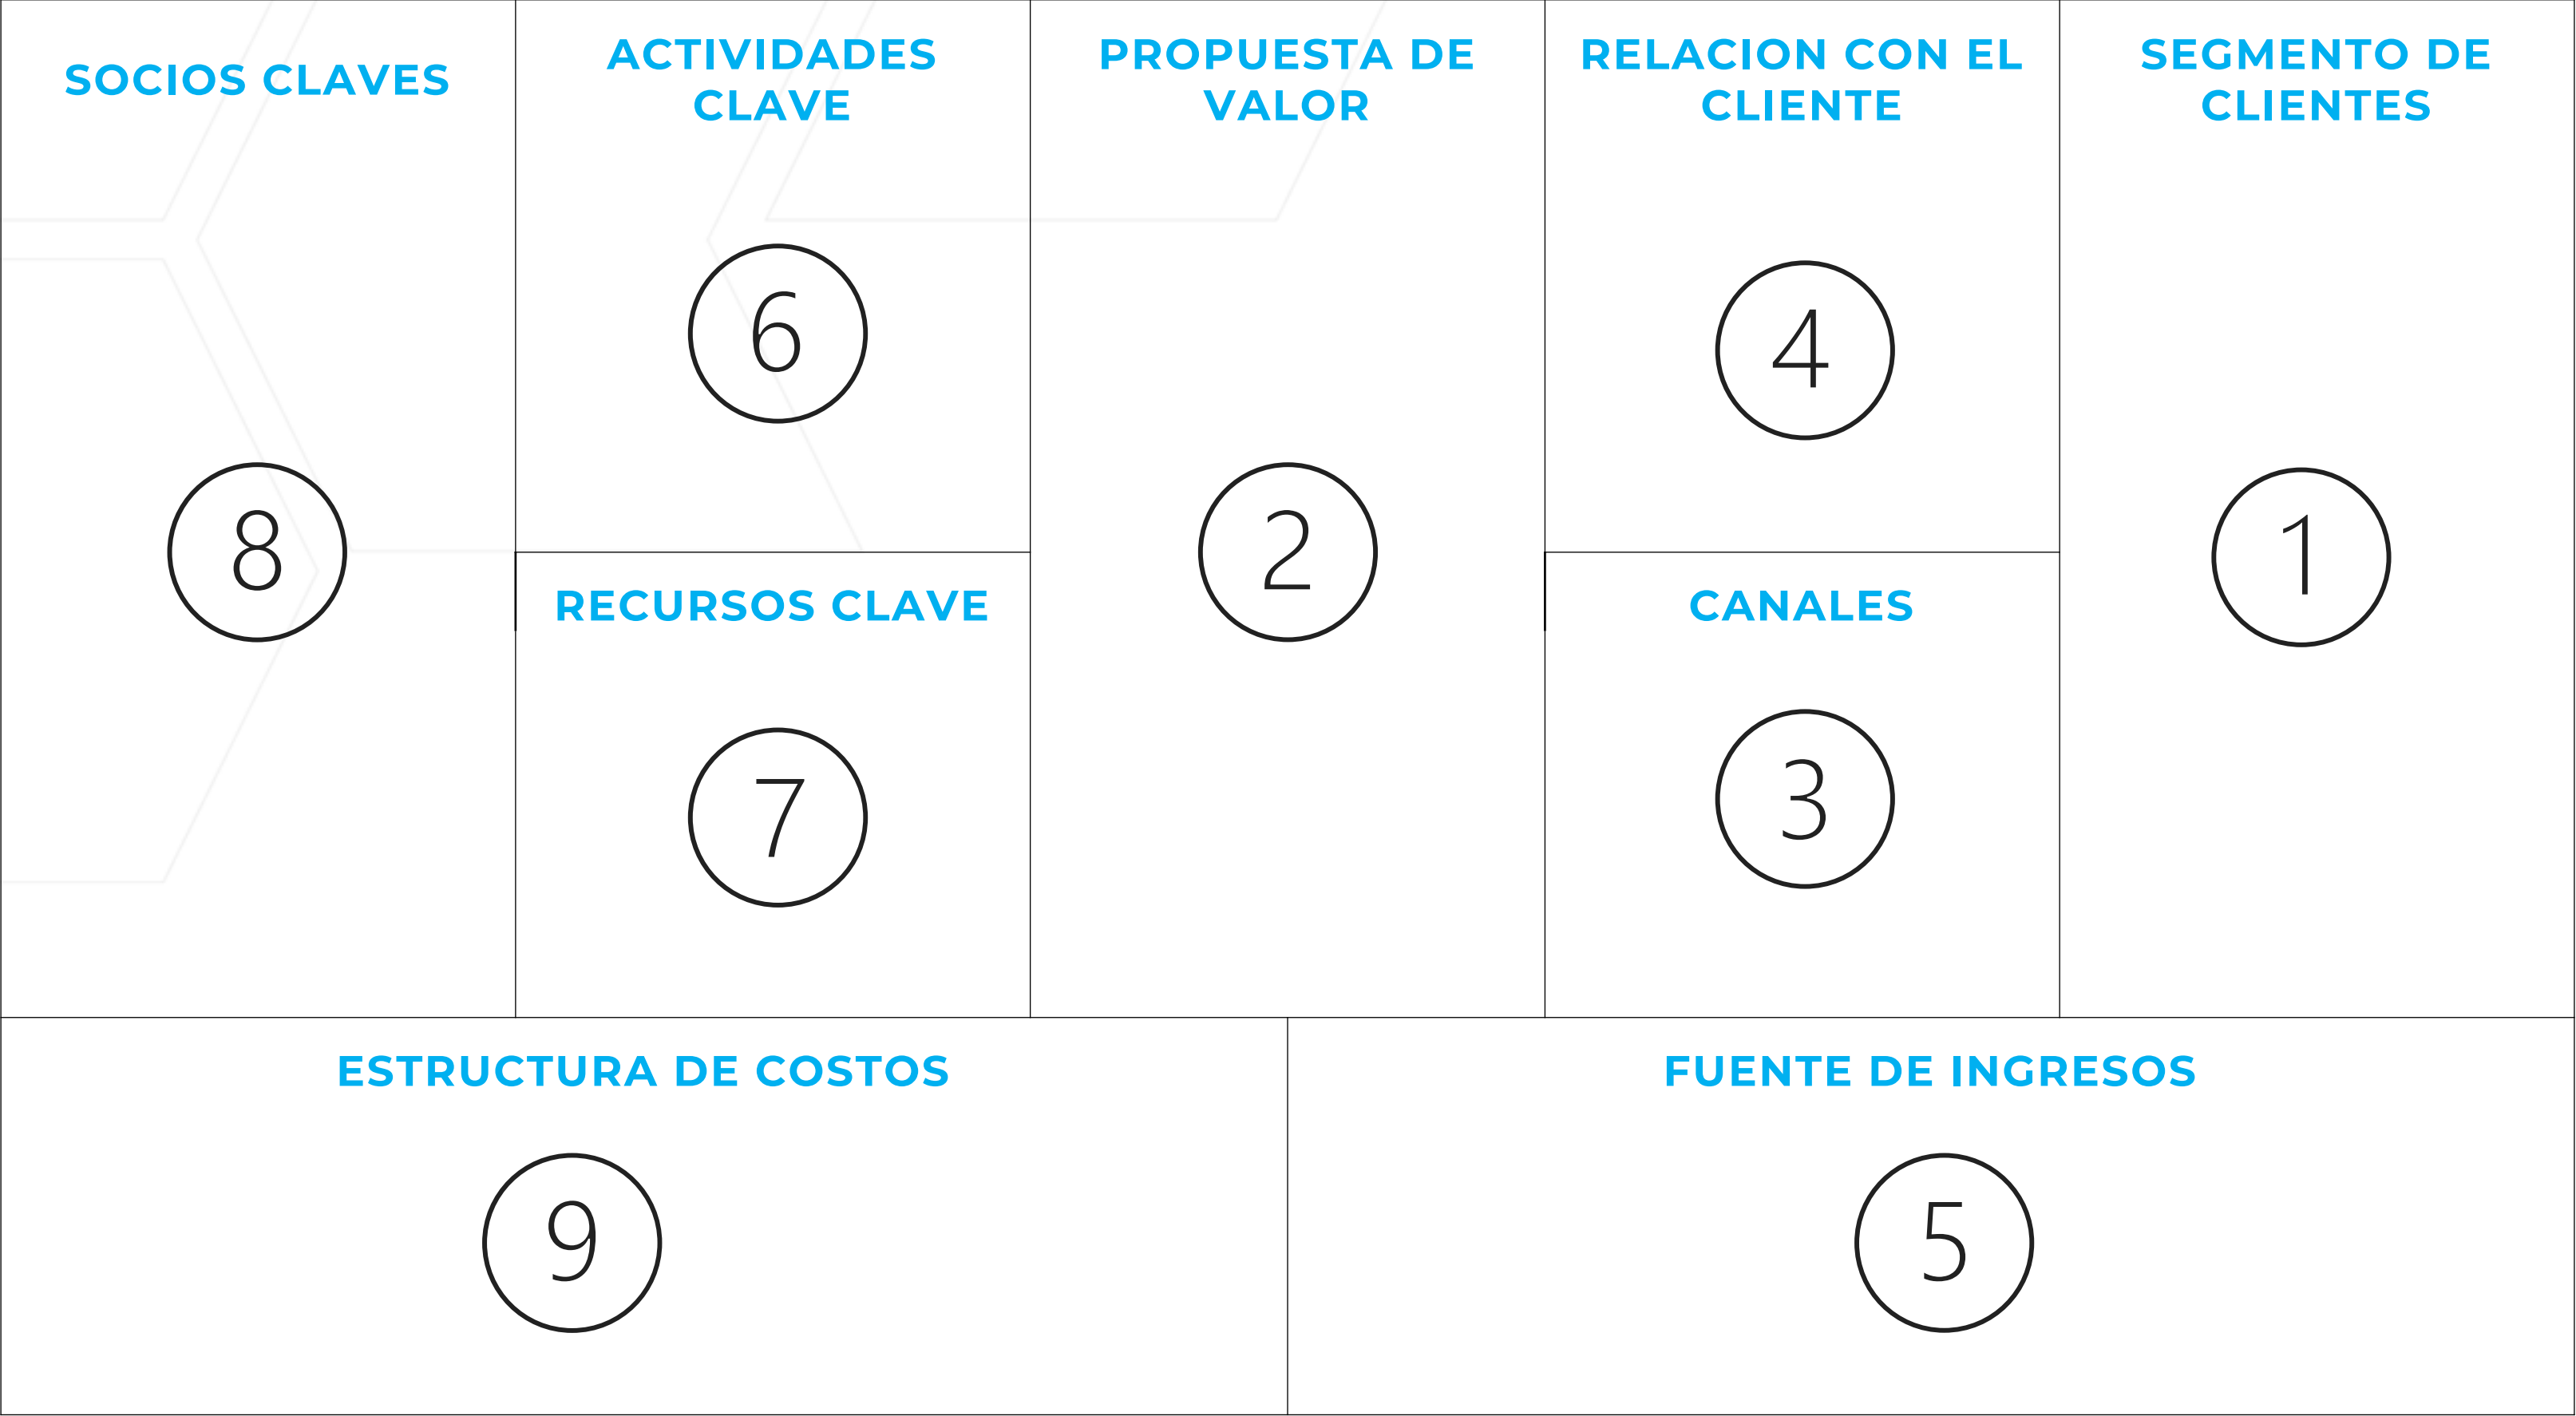 SOCIOS CLAVES
8
ACTIVIDADES
CLAVE
6
RECURSOS CLAVE
7
PROPUESTA DE
VALOR
2
RELACION CON EL
CLIENTE
4
CANALES
3
SEGMENTO DE
CLIENTES
1
ESTRUCTURA DE COSTOS
9
FUENTE DE INGRESOS
5